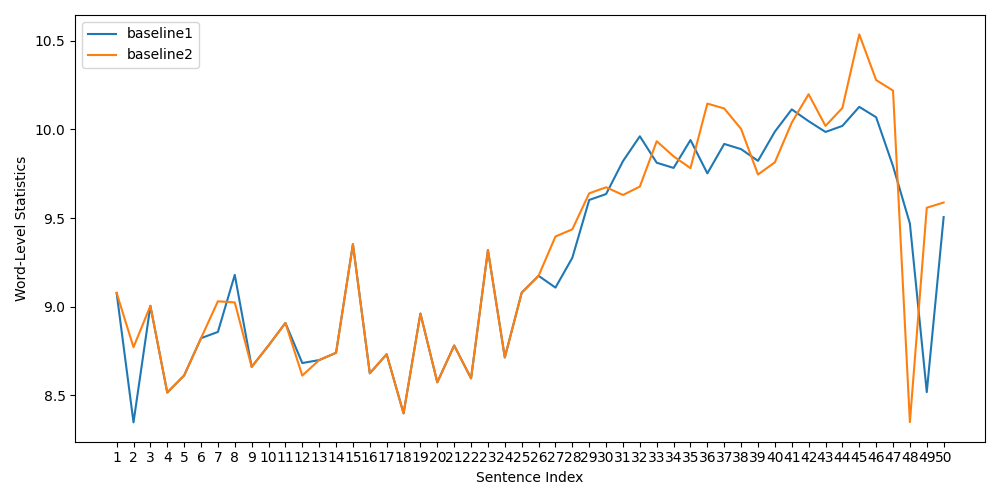 baseline1
baseline2
10.5
10.0
9.5
9.0
8.5
Word-Level Statistics
1 2 3 4 5 6 7 8 9 10 11 12 13 14 15 16 17 18 19 20 21 22 23 24 25 26 27 28 29 30 31 32 33 34 35 36 37 38 39 40 41 42 43 44 45 46 47 48 49 50
Sentence Index